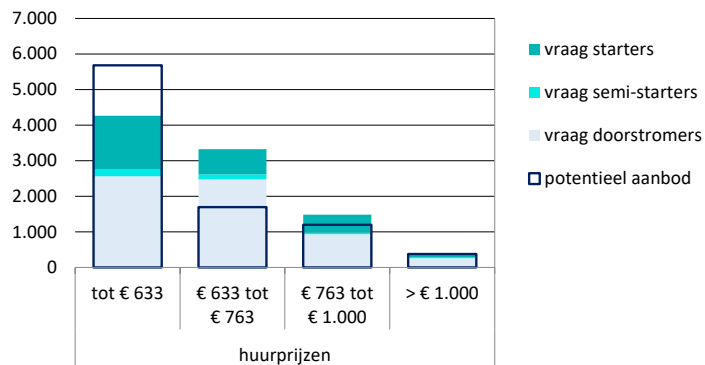 7.000
6.000
5.000
4.000
3.000
2.000
1.000
0
vraag starters
vraag semi-starters
vraag doorstromers
potentieel aanbod
tot € 633
€ 633 tot
€ 763
€ 763 tot
€ 1.000
> € 1.000
huurprijzen